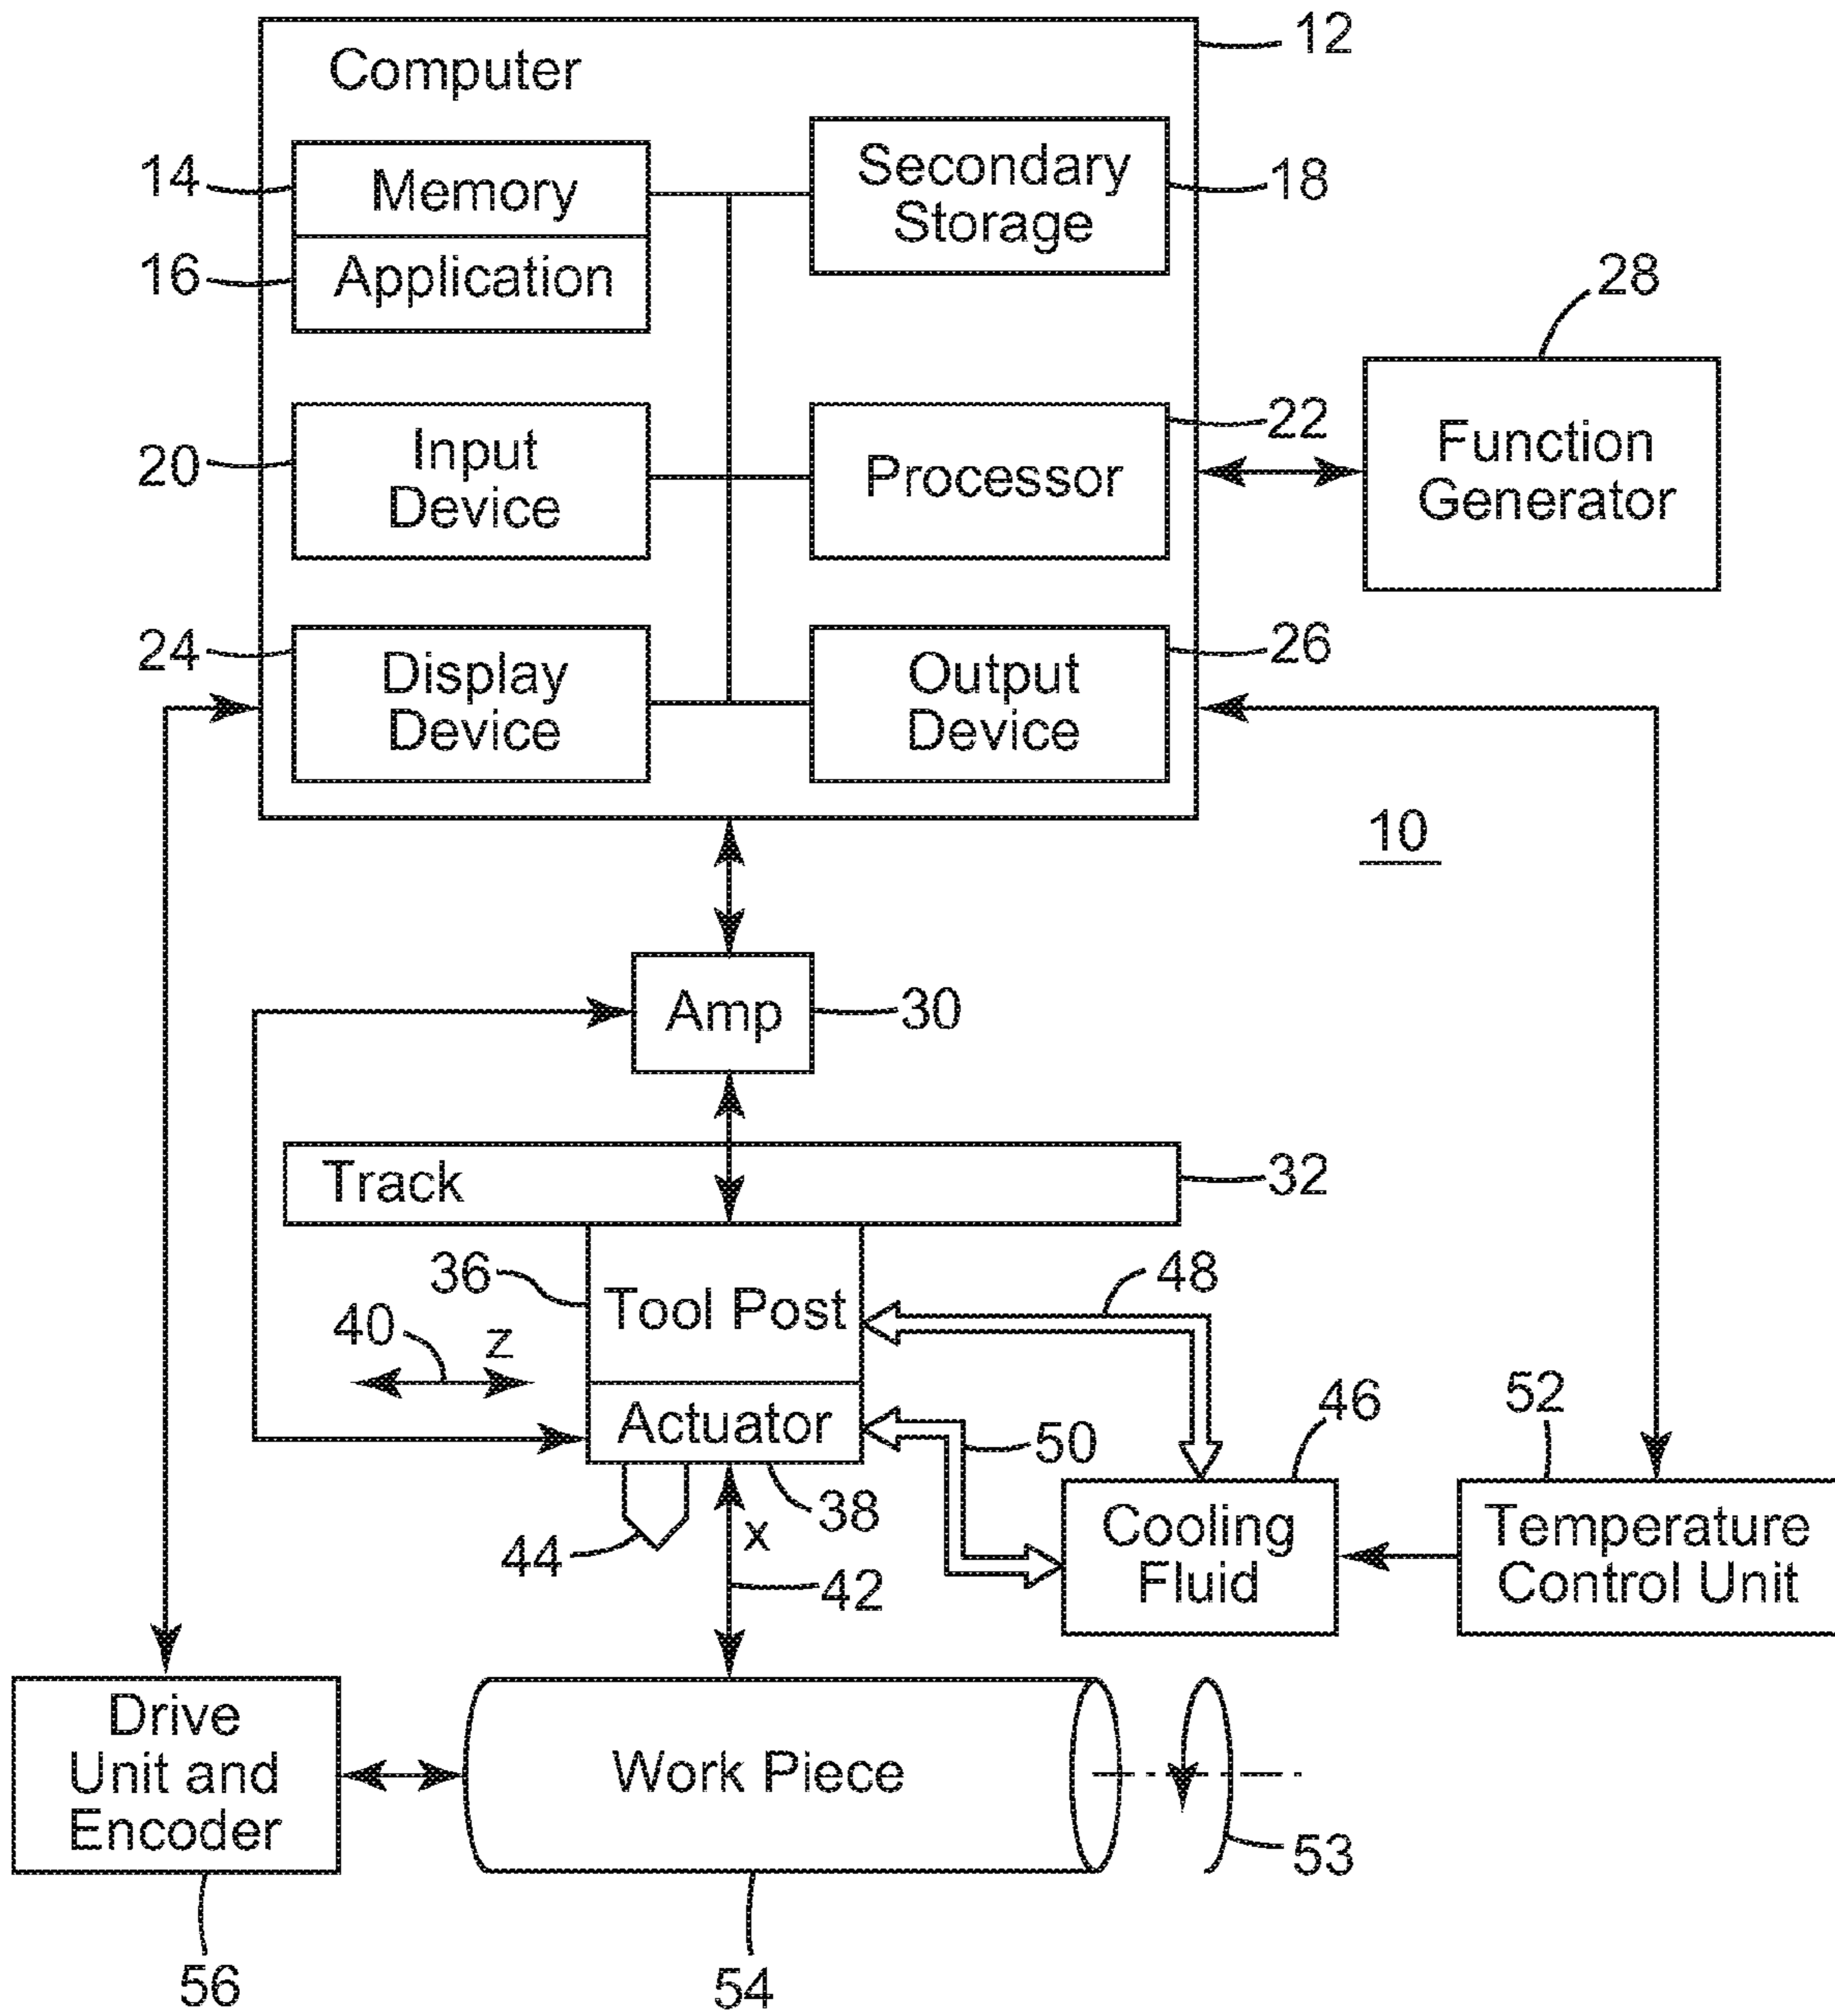 12
Computer
14
Memory
Secondary
Storage
18
16
Application
28
20
Input
Device
Processor
22
Function
Generator
24
Display
Device
Output
Device
26
10
Amp
30
Track
32
36
Tool Post
48
40
z
Actuator
50
46
52
44
x
38
42
Cooling
Fluid
Temperature
Control Unit
Drive
Unit and
Encoder
Work Piece
53
56
54